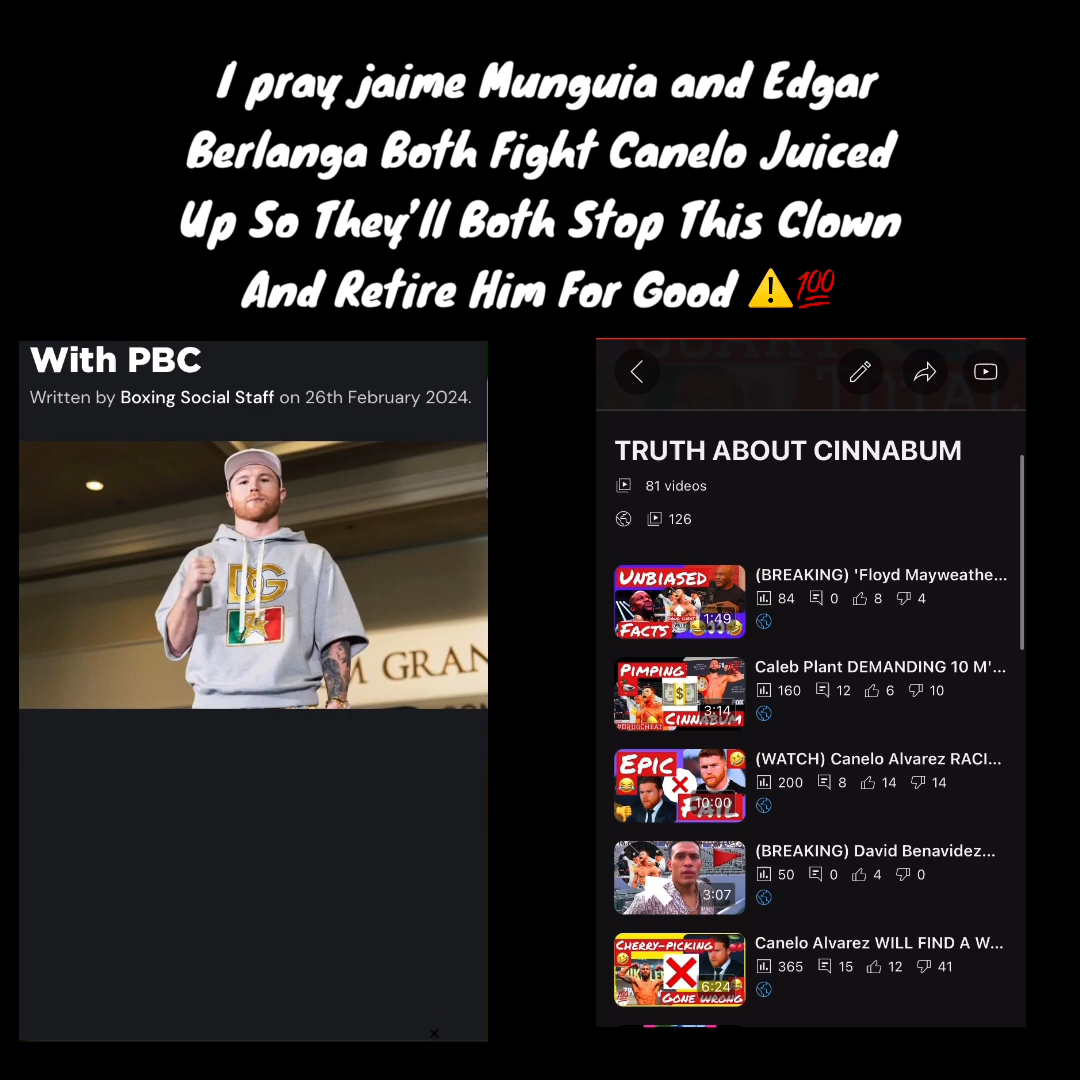 I pray jaime Munguia and Edgar
Berlanga Both Fight Canelo Juiced
Up So They'll Both Stop This Clown
And Retire Him For Good ⚠️💯
With PBC
Written by Boxing Social Staff on 26th February 2024.
DG
M GRAN
TRUTH ABOUT CINNABUM
81 videos
126
UNBIASED
FACTS
1:49
(BREAKING) 'Floyd Mayweathe...
84 0 8 4
PIMPING
$
3:14
CINNABUM
#DRUGCHEAT
Caleb Plant DEMANDING 10 M'...
160 12 6 10
EPIC
FAIL
10:00
(WATCH) Canelo Alvarez RACI...
200 8 14 14
3:07
(BREAKING) David Benavidez...
50 0 4 0
CHERRY-PICKING
6:24
GONE WRONG
Canelo Alvarez WILL FIND A W...
365 15 12 41